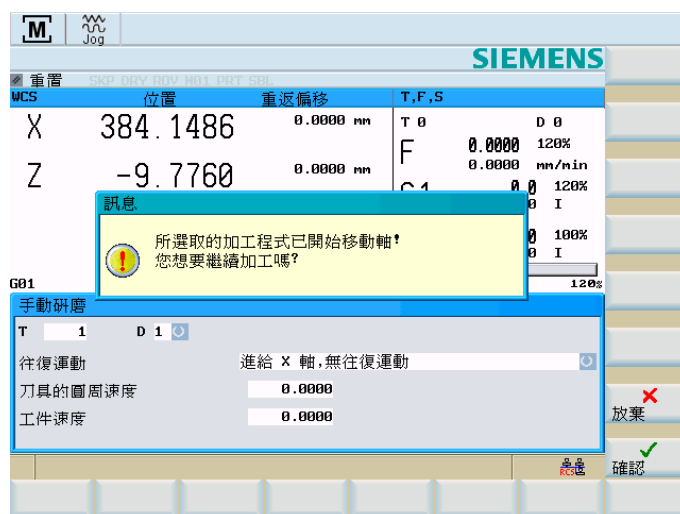 M
Jog
SIEMENS
重置 SKP DRY ROV M01 PRT SBL
WCS 位置 重返偏移 T,F,S
X 384.1486 0.0000 mm T 0 D 0
F 0.0000 120%
0.0000 mm/min
Z -9.7760 0.0000 mm
120%
訊息
0 I
所選取的加工程式已開始移動軸!
100%
您想要繼續加工嗎?
0 I
G01 120%
手動研磨
T 1 D 1
往復運動 進給 X 軸,無往復運動
刀具的圓周速度 0.0000
工件速度 0.0000
放棄
RCS
確認